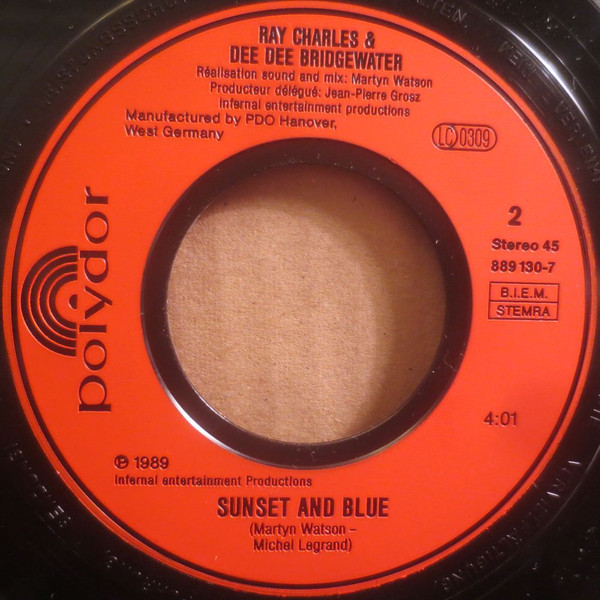 RAY CHARLES &
DEE DEE BRIDGEWATER
Réalisation sound and mix: Martyn Watson
Producteur délégué: Jean-Pierre Grosz
infernal entertainment productions
Manufactured by PDO Hanover,
West Germany
LC 0309
2
Stereo 45
889 130-7
B.I.E.M.
STEMRA
polydor
4:01
℗ 1989
infernal entertainment Productions
SUNSET AND BLUE
(Martyn Watson –
Michel Legrand)